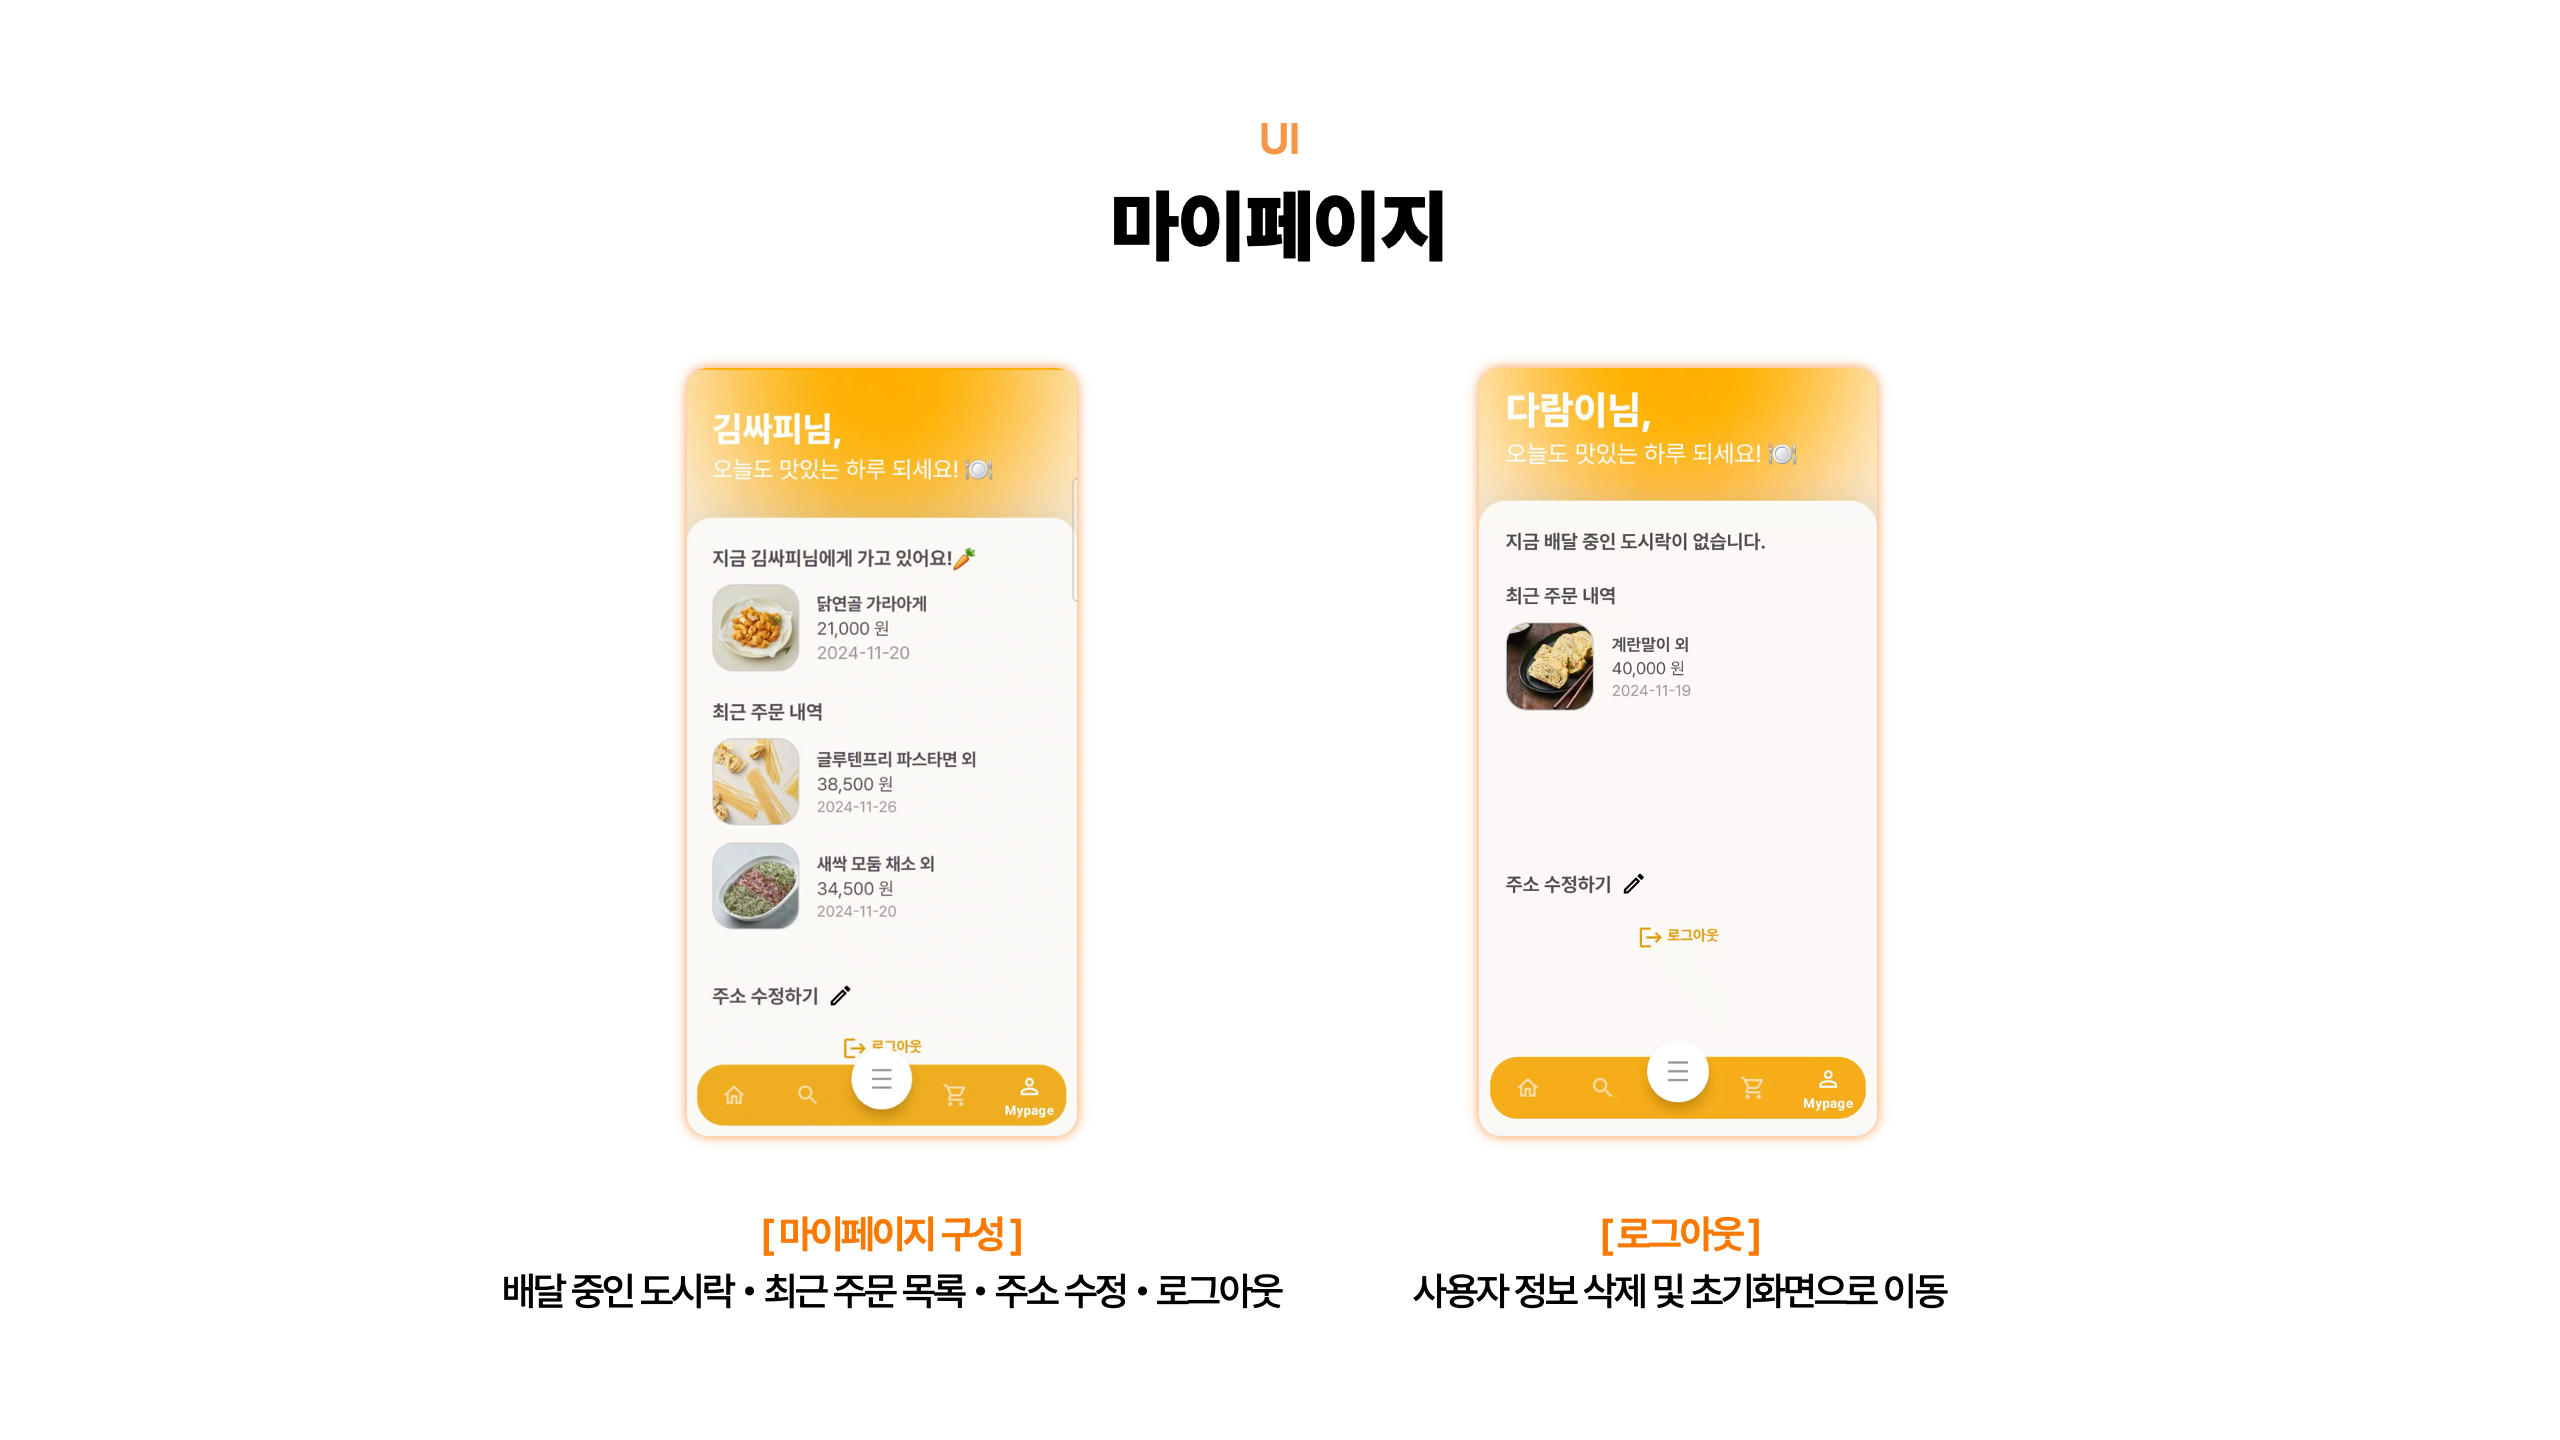 UI
마이페이지
김싸피님,
오늘도 맛있는 하루 되세요! 🍽️
지금 김싸피님에게 가고 있어요!🥕
닭연골 가라아게
21,000 원
2024-11-20
최근 주문 내역
글루텐프리 파스타면 외
38,500 원
2024-11-26
새싹 모둠 채소 외
34,500 원
2024-11-20
주소 수정하기
로그아웃
Mypage
[ 마이페이지 구성 ]
배달 중인 도시락 • 최근 주문 목록 • 주소 수정 • 로그아웃
다람이님,
오늘도 맛있는 하루 되세요! 🍽️
지금 배달 중인 도시락이 없습니다.
최근 주문 내역
계란말이 외
40,000 원
2024-11-19
주소 수정하기
로그아웃
Mypage
[ 로그아웃 ]
사용자 정보 삭제 및 초기화면으로 이동